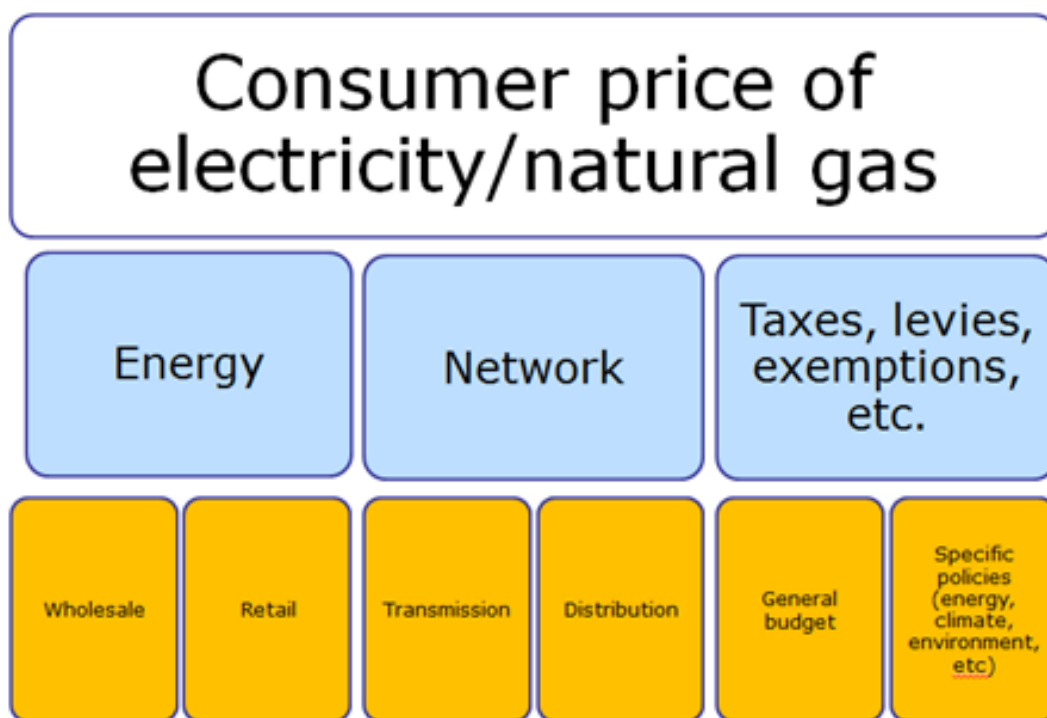 Consumer price of
electricity/natural gas
Energy
Network
Taxes, levies,
exemptions,
etc.
Wholesale
Retail
Transmission
Distribution
General
budget
Specific
policies
(energy,
climate,
environment,
etc)